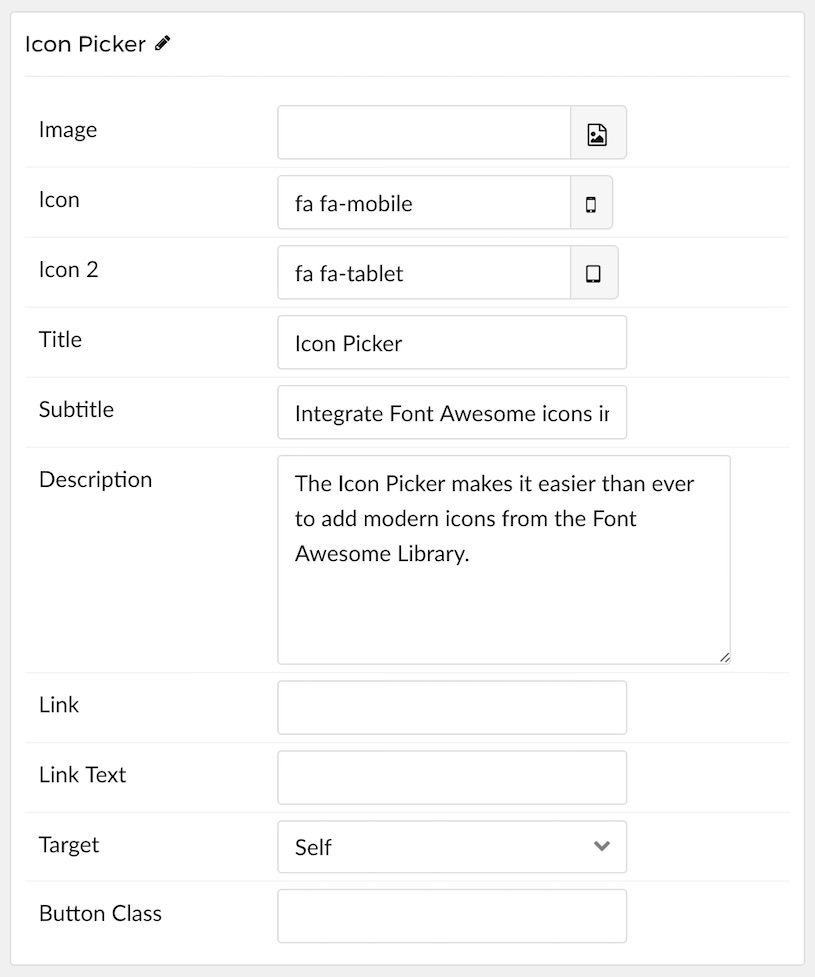 Icon Picker
Image
Icon
fa fa-mobile
Icon 2
fa fa-tablet
Title
Icon Picker
Subtitle
Integrate Font Awesome icons
Description
The Icon Picker makes it easier than ever
to add modern icons from the Font
Awesome Library.
Link
Link Text
Target
Self
Button Class